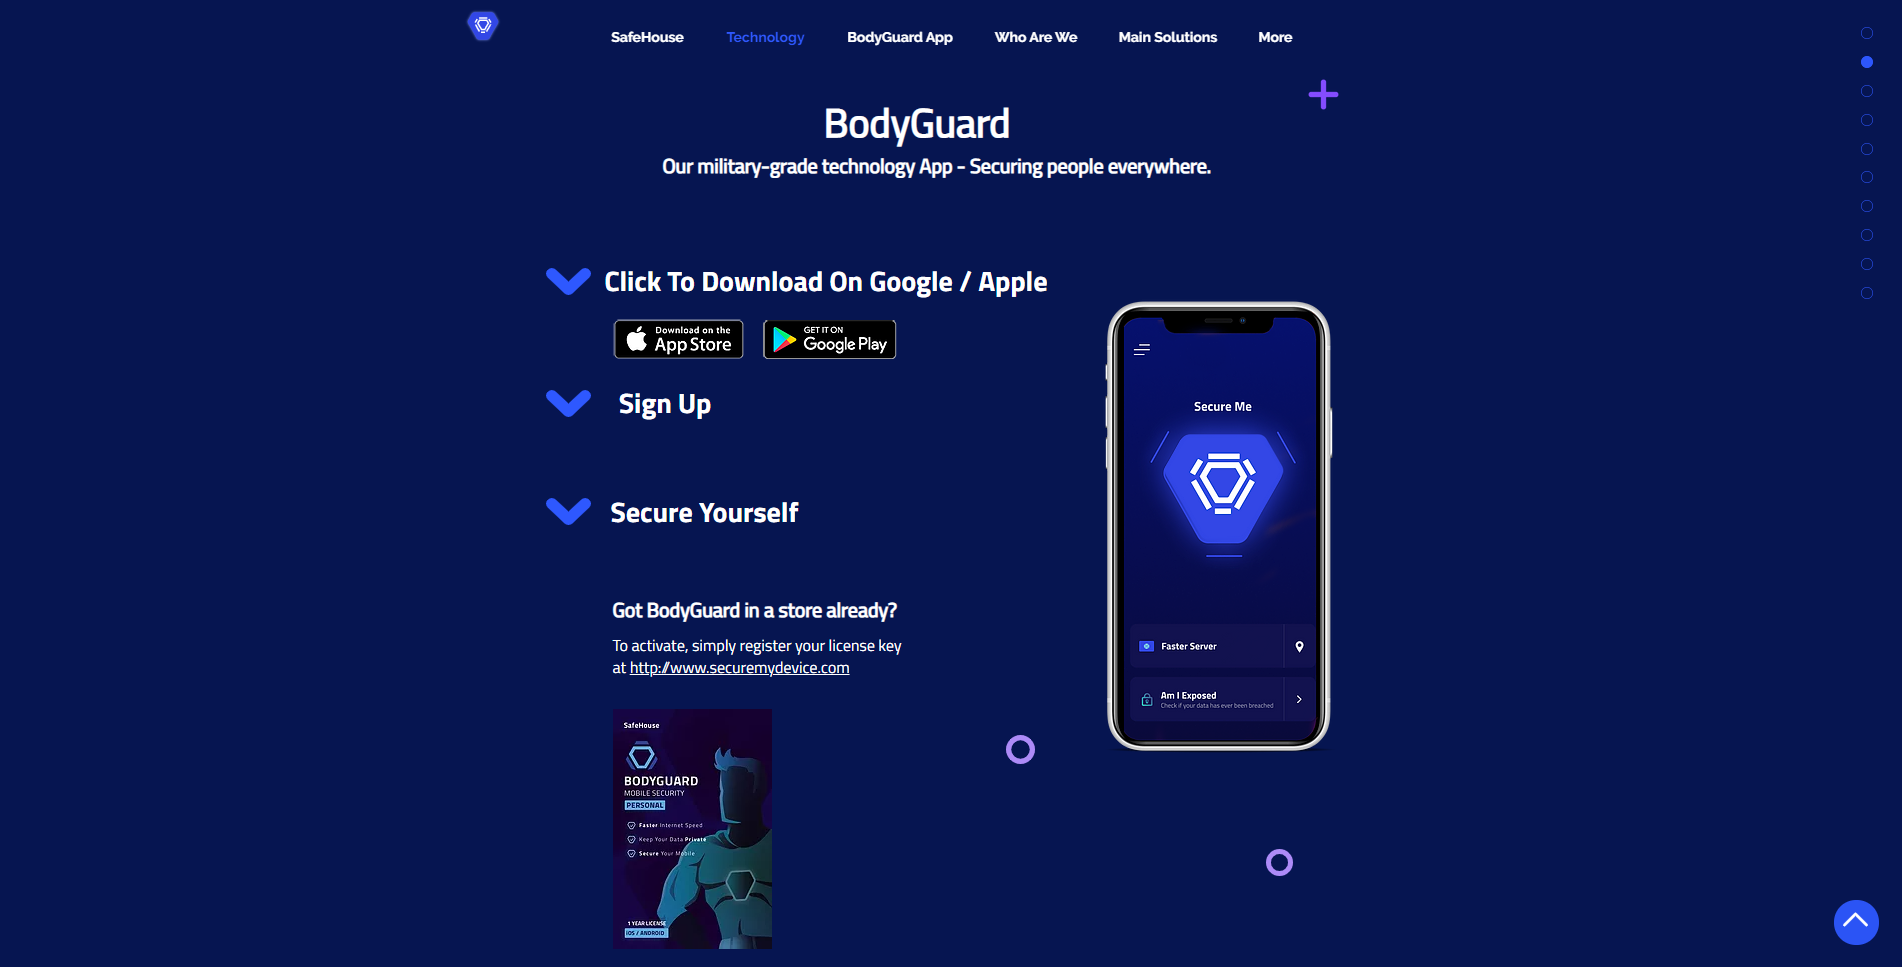 SafeHouse
Technology
BodyGuard App
Who Are We
Main Solutions
More
BodyGuard
Our military-grade technology App - Securing people everywhere.
Click To Download On Google / Apple
Download on the
App Store
GET IT ON
Google Play
Sign Up
Secure Yourself
Got BodyGuard in a store already?
To activate, simply register your license key
at http://www.securemydevice.com
Secure Me
Faster Server
Am I Exposed
Check if your data has ever been breached
SafeHouse
BODYGUARD
MOBILE SECURITY
PERSONAL
Faster Internet Speed
Keep Your Data Private
Secure Your Mobile
1 YEAR LICENSE
IOS / ANDROID